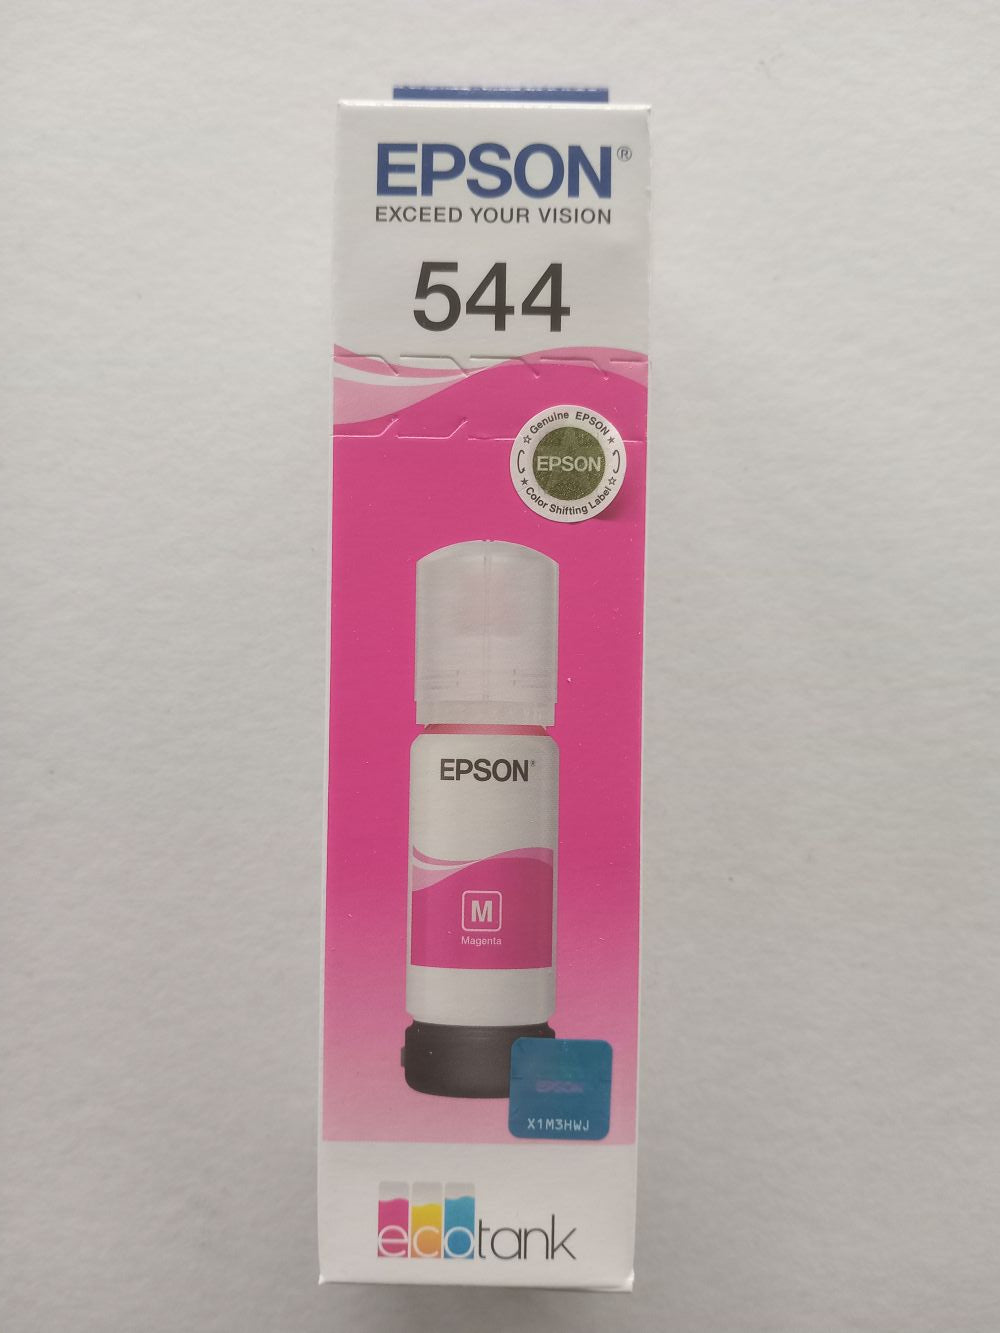 EPSON®
EXCEED YOUR VISION
544
Genuine EPSON
EPSON
Color Shifting Label
EPSON®
M
Magenta
EPSON
X1M3HWJ
ecotank